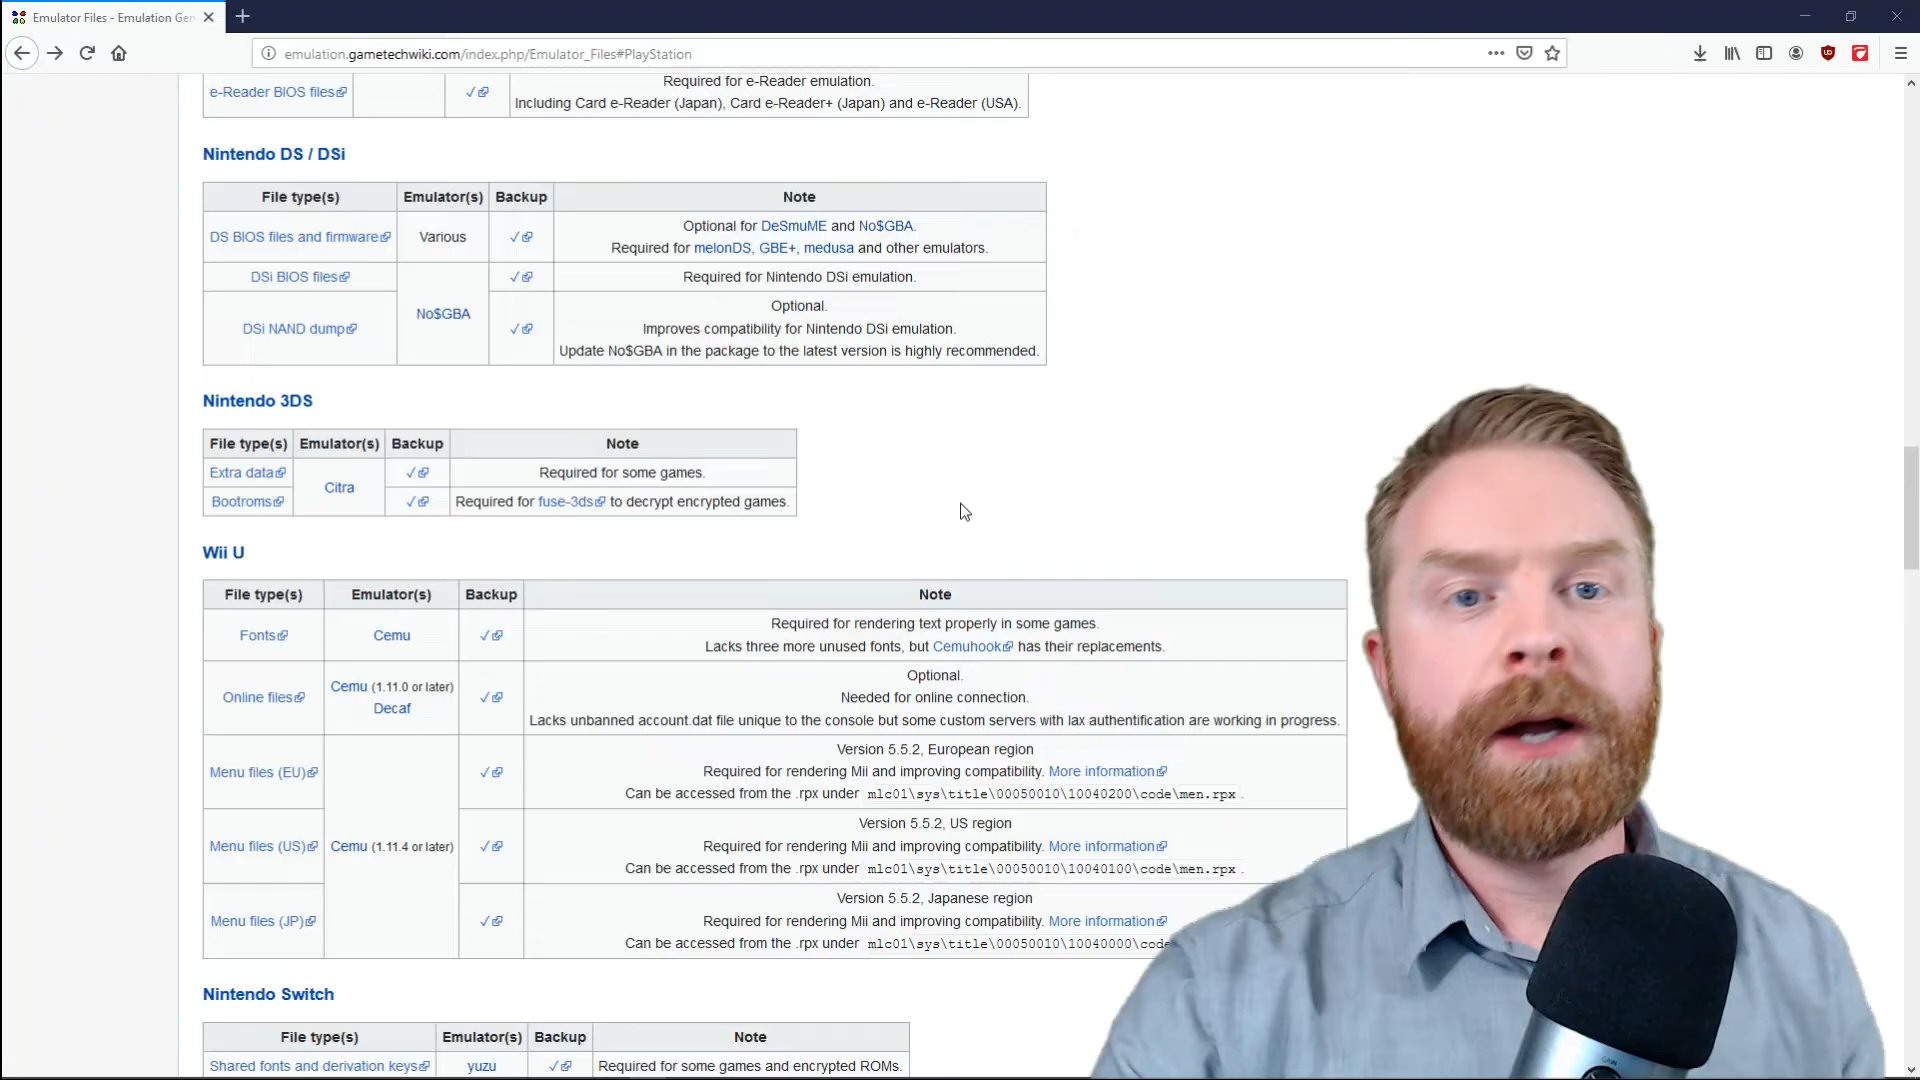 Emulator Files - Emulation Gen
emulation.gametechwiki.com/index.php/Emulator_Files#PlayStation
e-Reader BIOS files
✓
Required for e-Reader emulation.
Including Card e-Reader (Japan), Card e-Reader+ (Japan) and e-Reader (USA).
Nintendo DS / DSi
File type(s) Emulator(s) Backup Note
DS BIOS files and firmware Various ✓
Optional for DeSmuME and No$GBA.
Required for melonDS, GBE+, medusa and other emulators.
DSi BIOS files ✓ Required for Nintendo DSi emulation.
No$GBA
DSi NAND dump ✓
Optional.
Improves compatibility for Nintendo DSi emulation.
Update No$GBA in the package to the latest version is highly recommended.
Nintendo 3DS
File type(s) Emulator(s) Backup Note
Extra data ✓ Required for some games.
Citra
Bootroms ✓ Required for fuse-3ds to decrypt encrypted games.
Wii U
File type(s) Emulator(s) Backup Note
Fonts Cemu ✓
Required for rendering text properly in some games.
Lacks three more unused fonts, but Cemuhook has their replacements.
Online files
Cemu (1.11.0 or later)
Decaf
✓
Optional.
Needed for online connection.
Lacks unbanned account.dat file unique to the console but some custom servers with lax authentification are working in progress.
Menu files (EU) ✓
Version 5.5.2, European region
Required for rendering Mii and improving compatibility. More information
Can be accessed from the .rpx under mlc01\sys\title\00050010\10040200\code\men.rpx .
Menu files (US) Cemu (1.11.4 or later) ✓
Version 5.5.2, US region
Required for rendering Mii and improving compatibility. More information
Can be accessed from the .rpx under mlc01\sys\title\00050010\10040100\code\men.rpx .
Menu files (JP) ✓
Version 5.5.2, Japanese region
Required for rendering Mii and improving compatibility. More information
Can be accessed from the .rpx under mlc01\sys\title\00050010\10040000\code
Nintendo Switch
File type(s) Emulator(s) Backup Note
Shared fonts and derivation keys yuzu ✓ Required for some games and encrypted ROMs.
GAIN